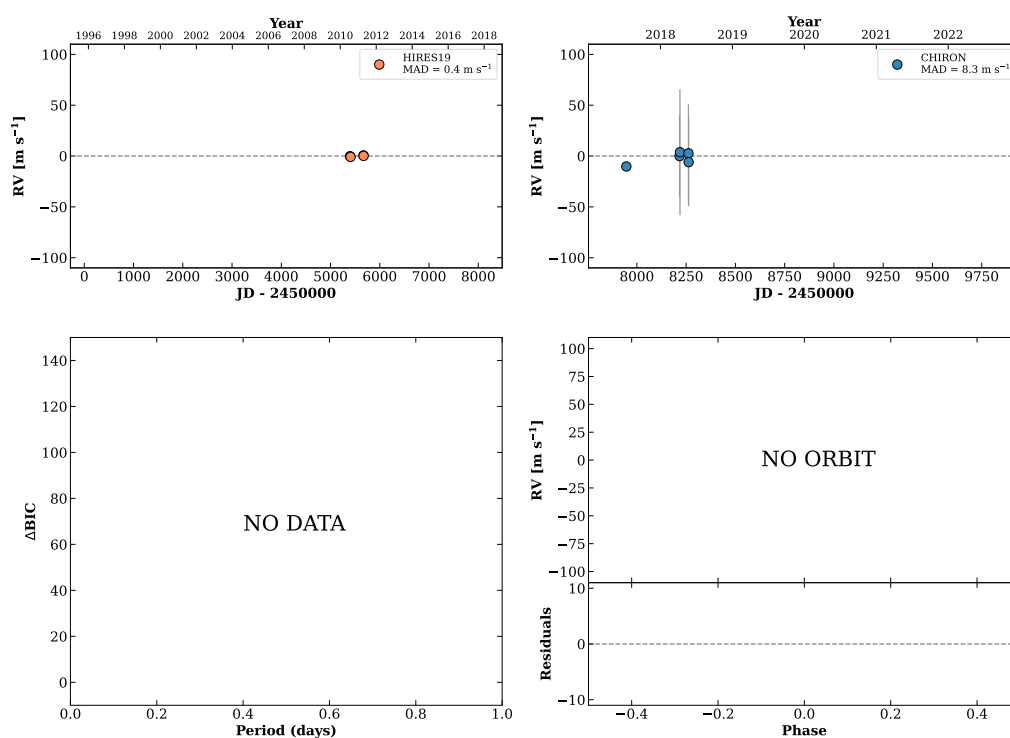 Year
1996 1998 2000 2002 2004 2006 2008 2010 2012 2014 2016 2018
HIRES19
MAD = 0.4 m s⁻¹
100
50
0
−50
−100
RV [m s⁻¹]
0 1000 2000 3000 4000 5000 6000 7000 8000
JD - 2450000
Year
2018 2019 2020 2021 2022
CHIRON
MAD = 8.3 m s⁻¹
100
50
0
−50
−100
RV [m s⁻¹]
8000 8250 8500 8750 9000 9250 9500 9750
JD - 2450000
140
120
100
80
60
40
20
0
ΔBIC
NO DATA
0.0 0.2 0.4 0.6 0.8 1.0
Period (days)
100
75
50
25
0
−25
−50
−75
−100
RV [m s⁻¹]
NO ORBIT
10
0
−10
Residuals
−0.4 −0.2 0.0 0.2 0.4
Phase